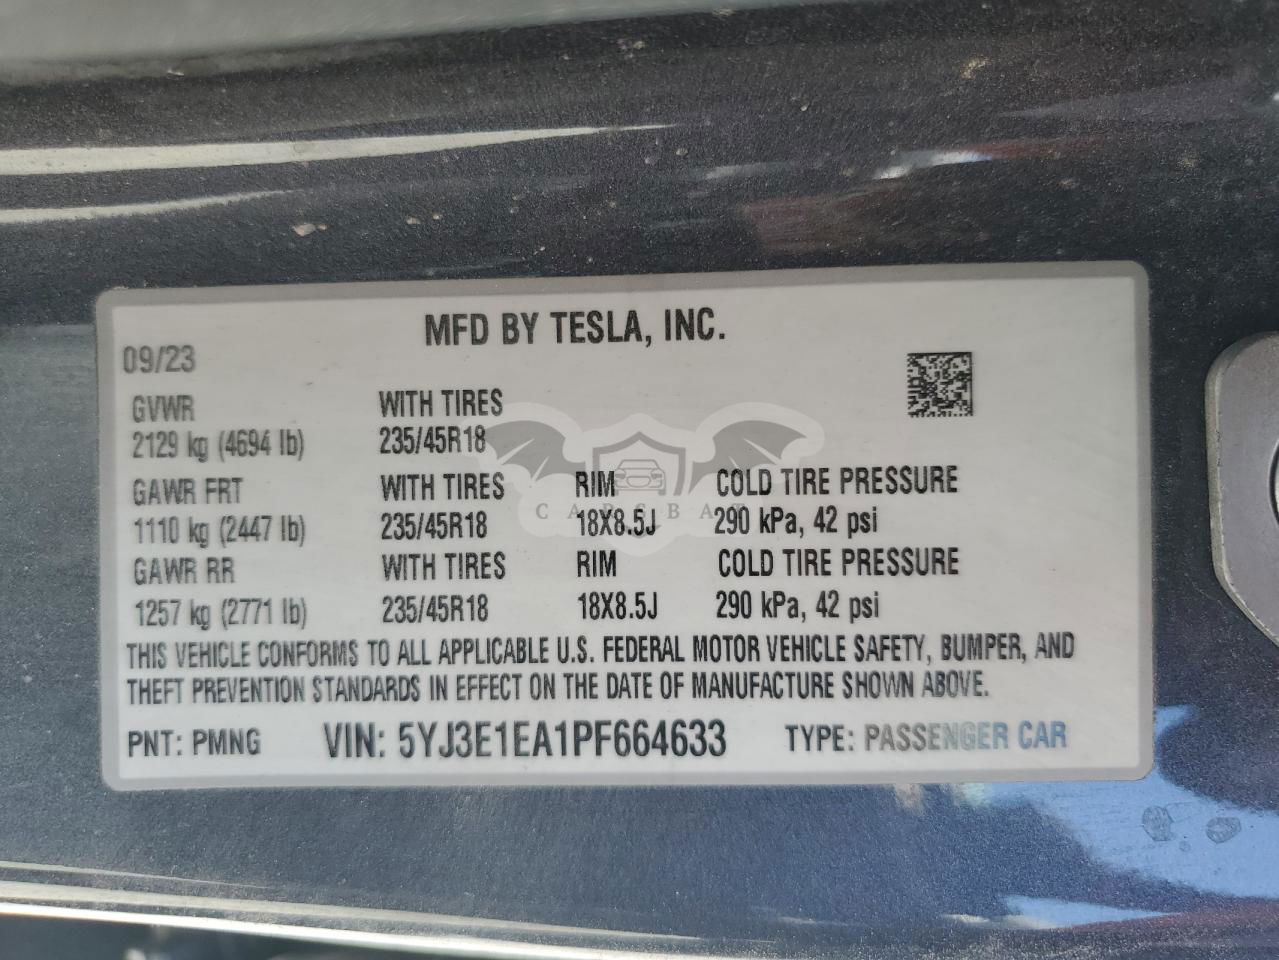 MFD BY TESLA, INC.
09/23
GVWR WITH TIRES
2129 kg (4694 lb) 235/45R18
GAWR FRT WITH TIRES RIM COLD TIRE PRESSURE
1110 kg (2447 lb) 235/45R18 18X8.5J 290 kPa, 42 psi
GAWR RR WITH TIRES RIM COLD TIRE PRESSURE
1257 kg (2771 lb) 235/45R18 18X8.5J 290 kPa, 42 psi
THIS VEHICLE CONFORMS TO ALL APPLICABLE U.S. FEDERAL MOTOR VEHICLE SAFETY, BUMPER, AND
THEFT PREVENTION STANDARDS IN EFFECT ON THE DATE OF MANUFACTURE SHOWN ABOVE.
PNT: PMNG VIN: 5YJ3E1EA1PF664633 TYPE: PASSENGER CAR